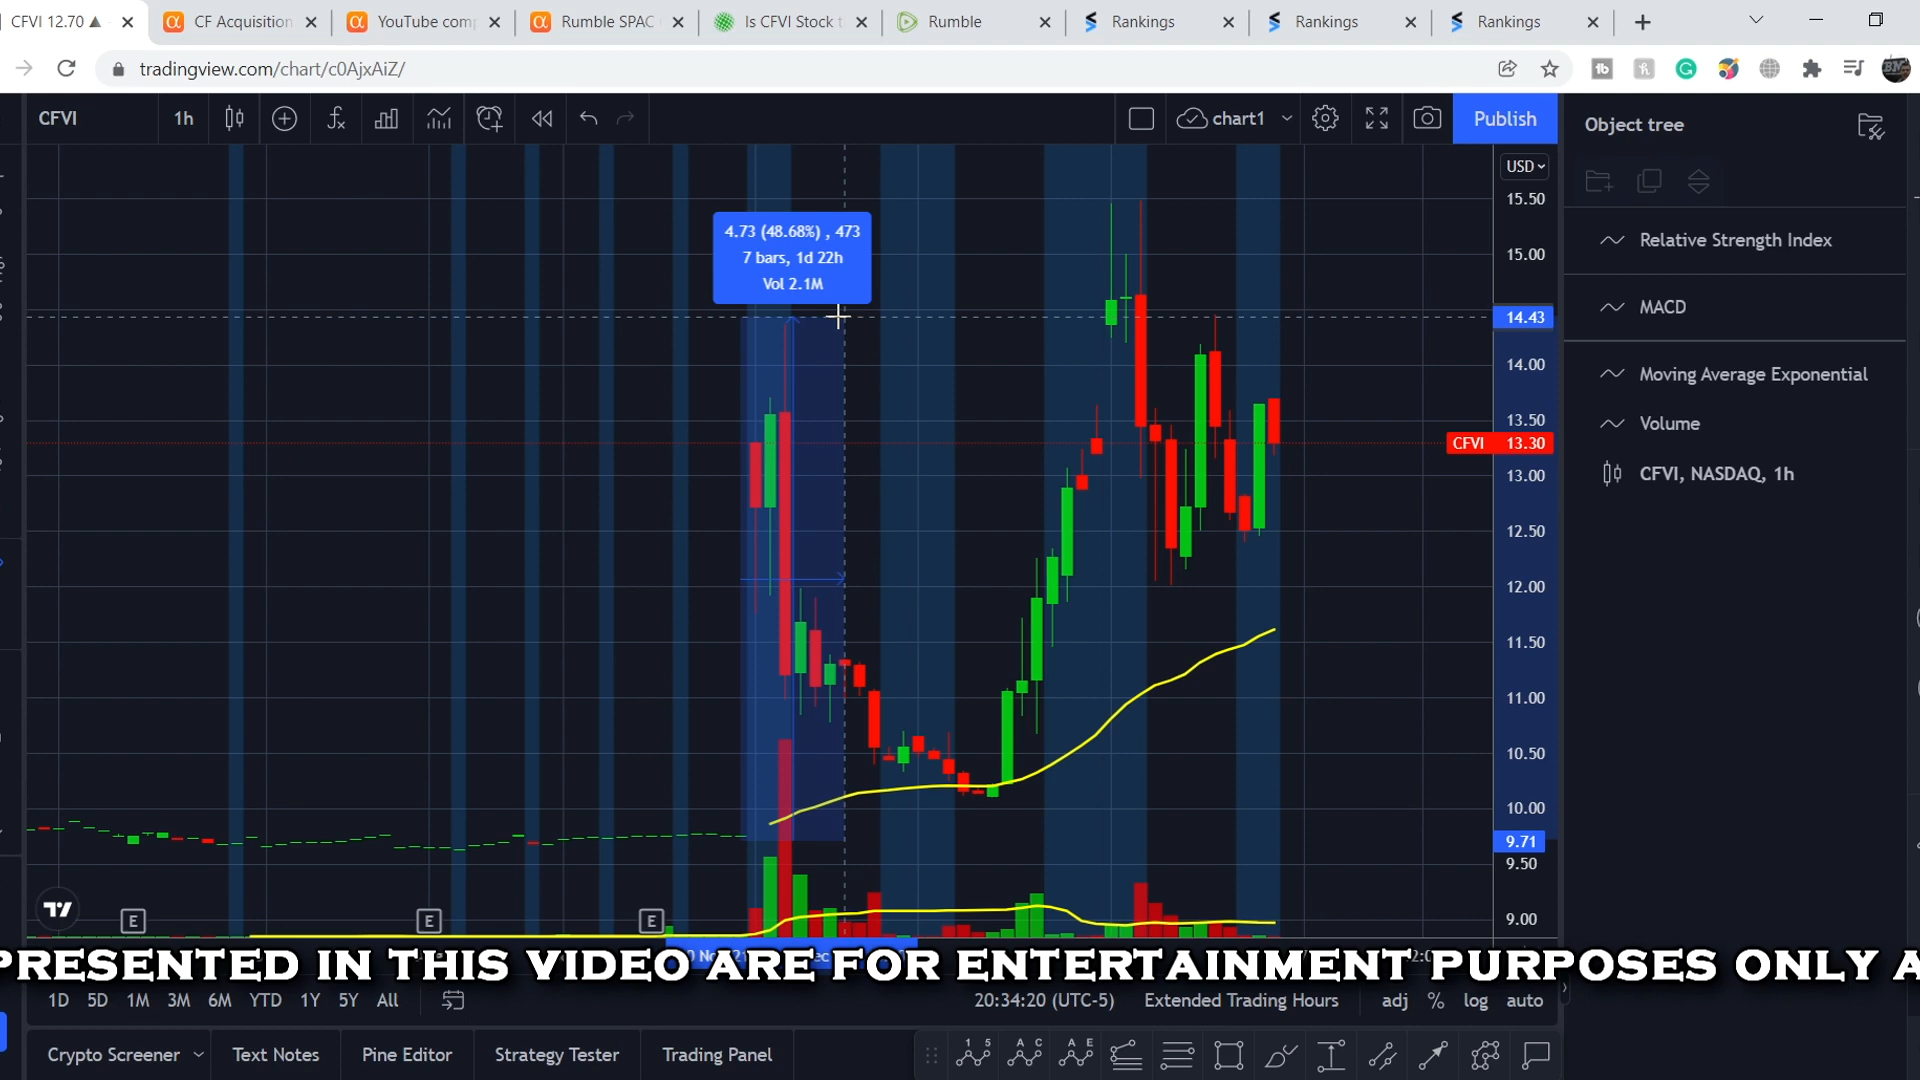 CFVI 12.70
CF Acquisition
YouTube com
Rumble SPAC
Is CFVI Stock t
Rumble
Rankings
Rankings
Rankings
tradingview.com/chart/c0AjxAiZ/
CFVI
1h
chart1
Publish
Object tree
USD
4.73 (48.68%) , 473
7 bars, 1d 22h
Vol 2.1M
15.50
15.00
14.43
14.00
13.50
CFVI 13.30
13.00
12.50
12.00
11.50
11.00
10.50
10.00
9.71
9.50
9.00
Relative Strength Index
MACD
Moving Average Exponential
Volume
CFVI, NASDAQ, 1h
E
E
E
PRESENTED IN THIS VIDEO ARE FOR ENTERTAINMENT PURPOSES ONLY A
1D 5D 1M 3M 6M YTD 1Y 5Y All
20:34:20 (UTC-5)
Extended Trading Hours
adj % log auto
Crypto Screener
Text Notes
Pine Editor
Strategy Tester
Trading Panel